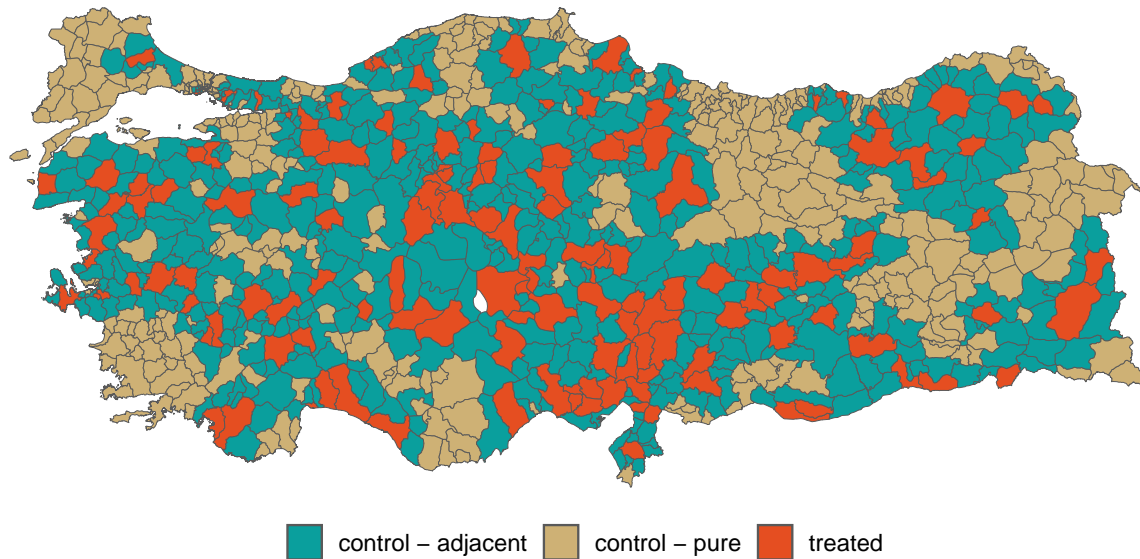 control – adjacent control – pure treated